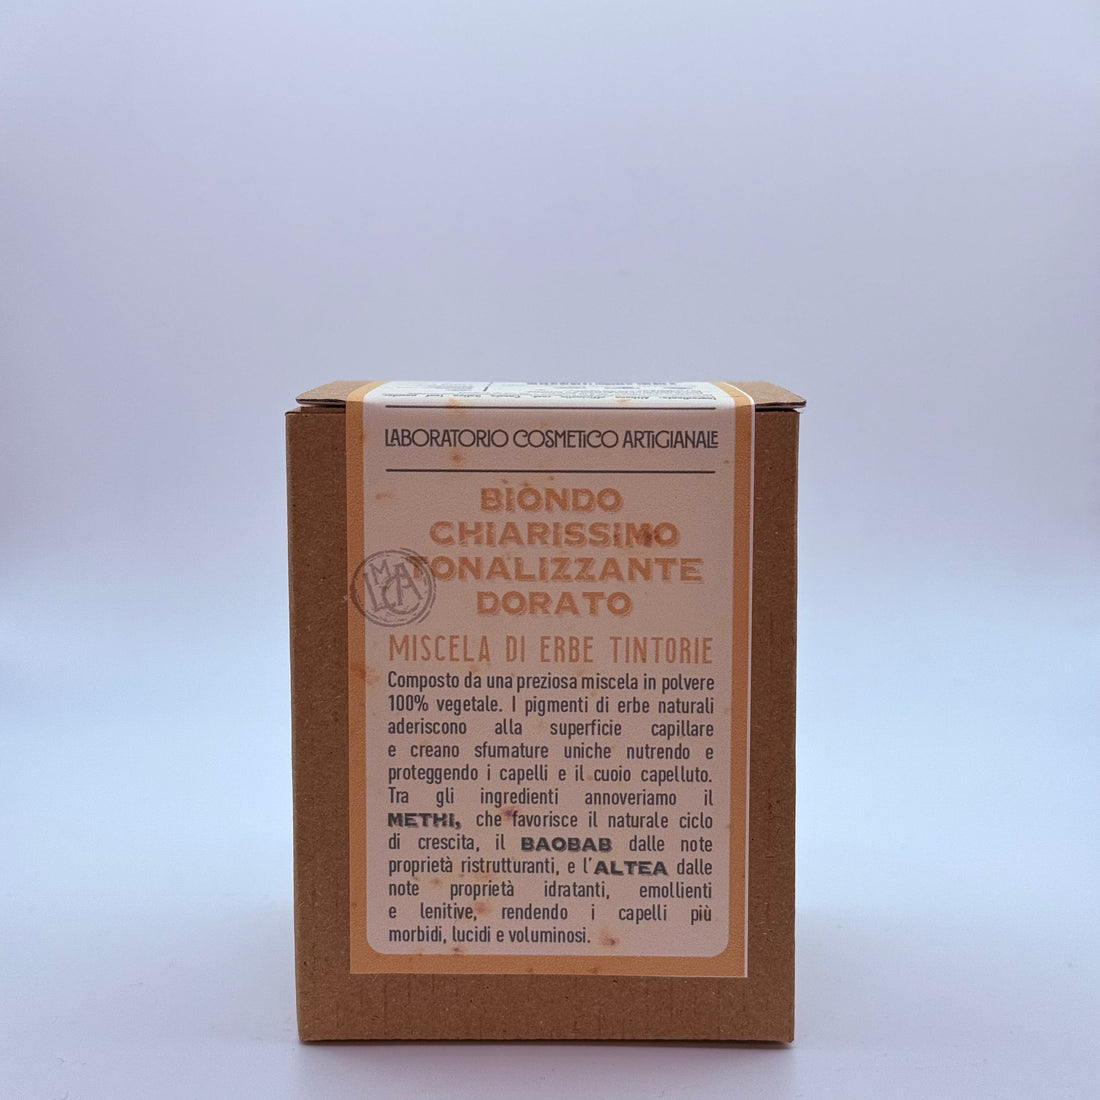 LABORATORIO COSMETICO ARTIGIANALE
BIONDO
CHIARISSIMO
TONALIZZANTE
DORATO
LMCA
MISCELA DI ERBE TINTORIE
Composto da una preziosa miscela in polvere
100% vegetale. I pigmenti di erbe naturali
aderiscono alla superficie capillare
e creano sfumature uniche nutrendo e
proteggendo i capelli e il cuoio capelluto.
Tra gli ingredienti annoveriamo il
METHI, che favorisce il naturale ciclo
di crescita, il BAOBAB dalle note
proprietà ristrutturanti, e l'ALTEA dalle
note proprietà idratanti, emollienti
e lenitive, rendendo i capelli più
morbidi, lucidi e voluminosi.